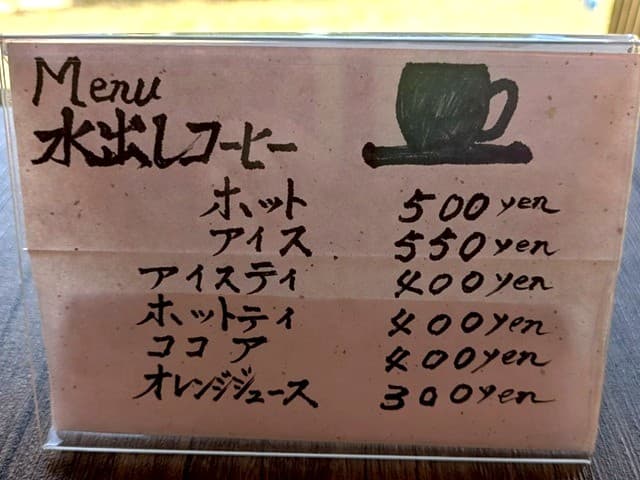 Menu
水出しコーヒー
ホット 500yen
アイス 550yen
アイスティ 400yen
ホットティ 400yen
ココア 400yen
オレンジジュース 300yen